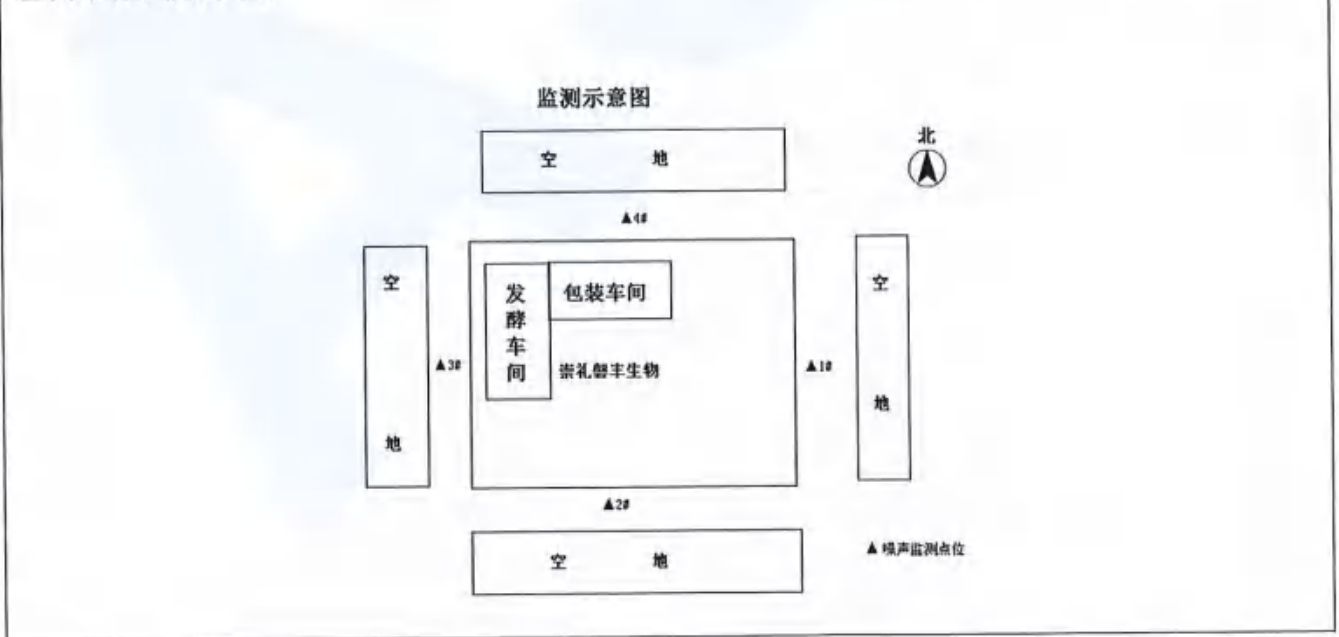 监测示意图
北
空 地
▲4#
空 地
发酵车间
包装车间
空 地
▲3#
崇礼磐丰生物
▲1#
▲2#
空 地
▲ 噪声监测点位